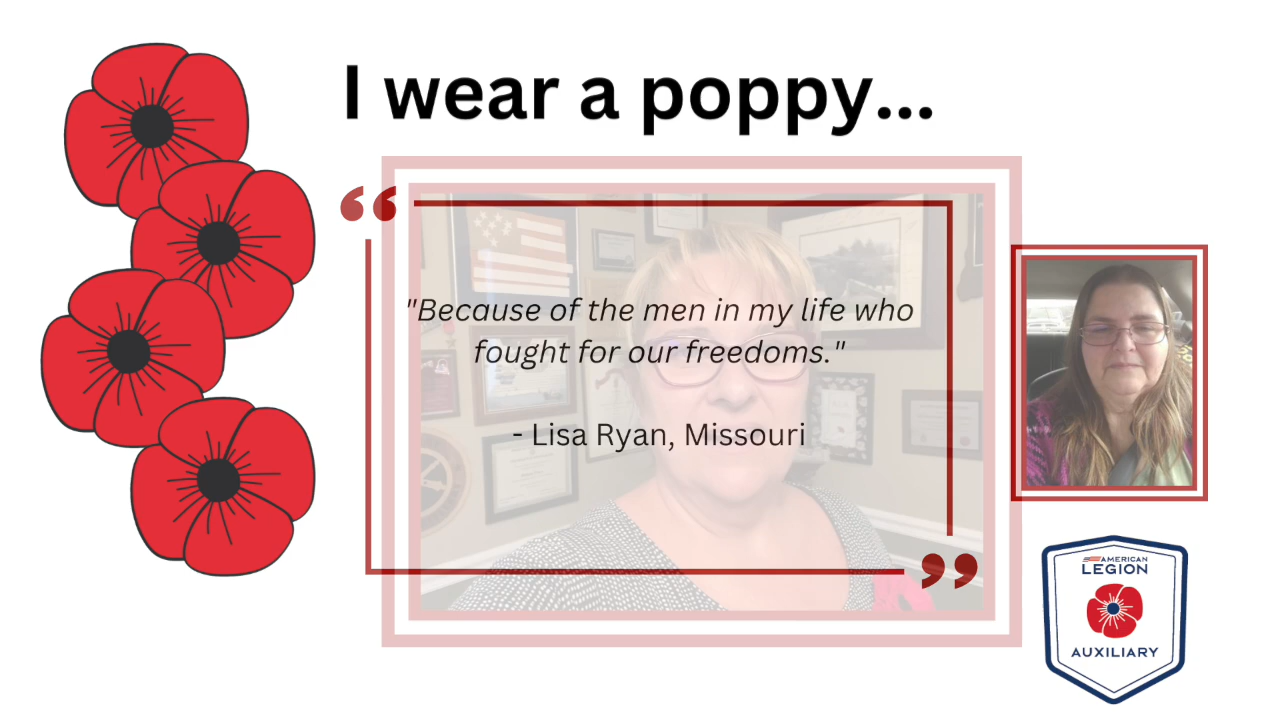 I wear a poppy...
"Because of the men in my life who
fought for our freedoms."
- Lisa Ryan, Missouri
AMERICAN
LEGION
AUXILIARY